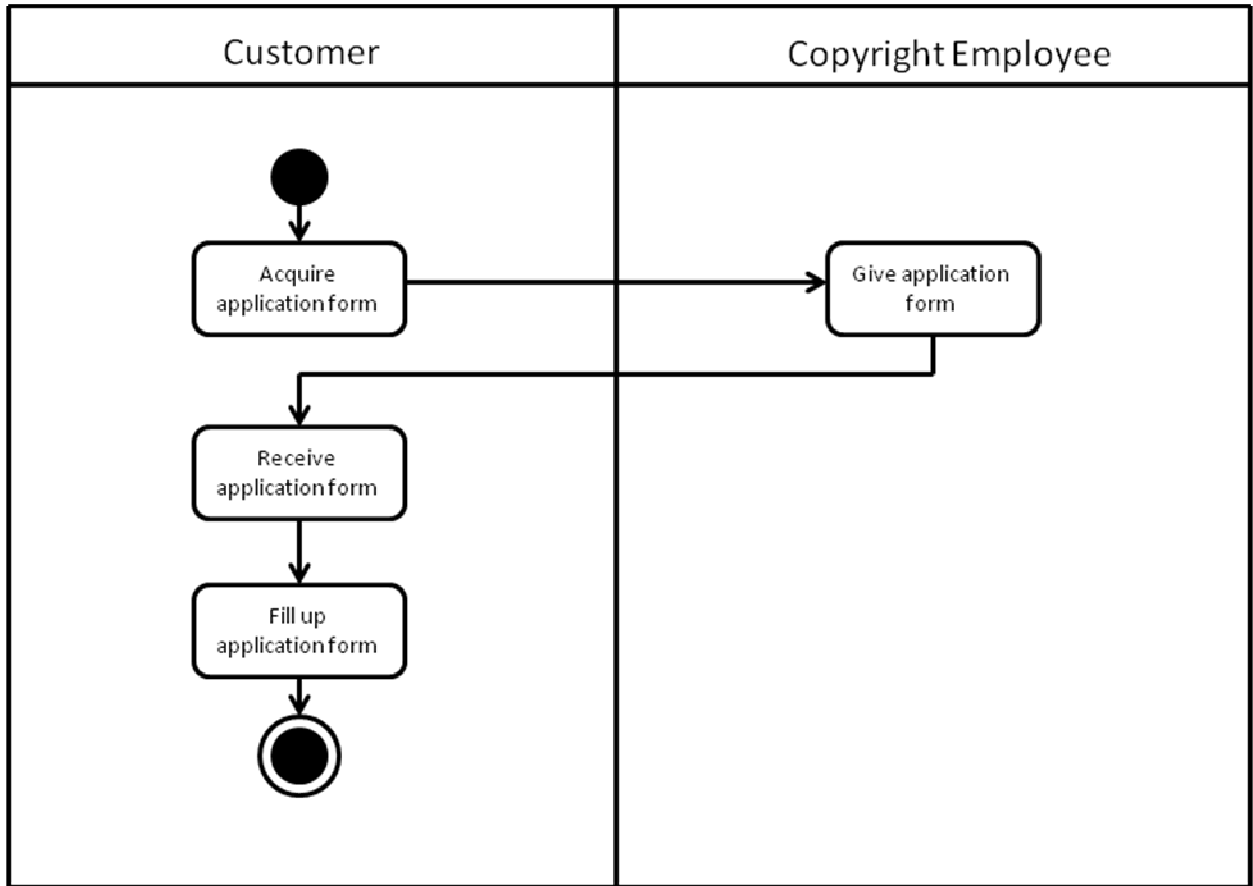 Customer
Copyright Employee
Acquire
application form
Give application
form
Receive
application form
Fill up
application form